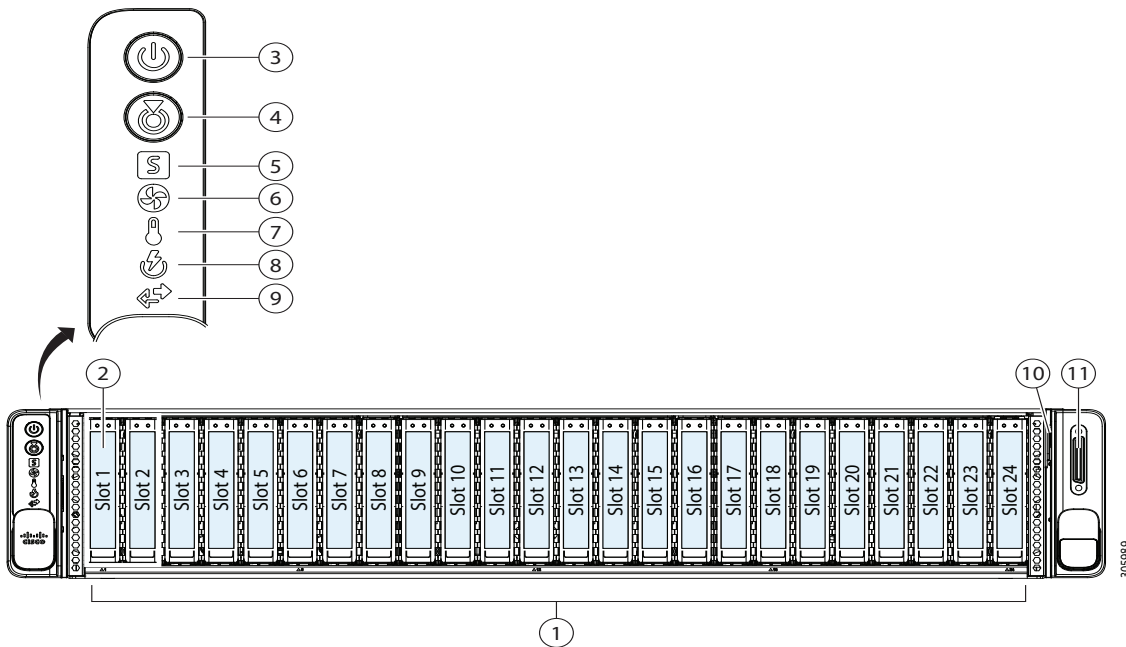 3
4
S
5
6
7
8
9
2
10
11
Slot 1
Slot 2
Slot 3
Slot 4
Slot 5
Slot 6
Slot 7
Slot 8
Slot 9
Slot 10
Slot 11
Slot 12
Slot 13
Slot 14
Slot 15
Slot 16
Slot 17
Slot 18
Slot 19
Slot 20
Slot 21
Slot 22
Slot 23
Slot 24
S
CISCO
305989
1